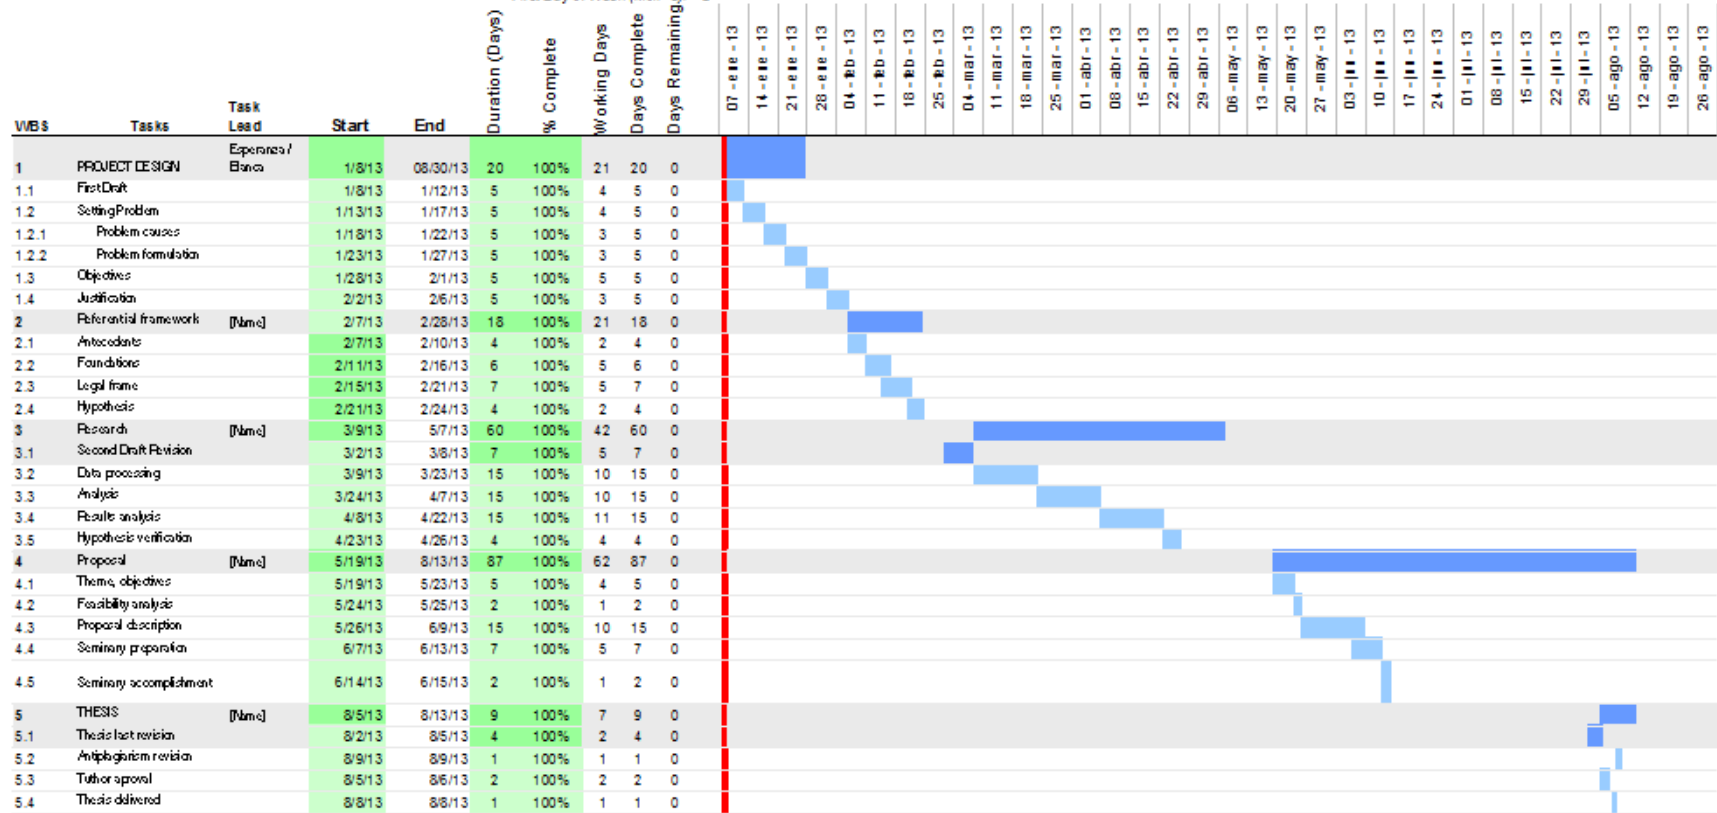 Duration (Days)
% Complete
Working Days
Days Complete
Days Remaining
07 - ene - 13
14 - ene - 13
21 - ene - 13
28 - ene - 13
04 - feb - 13
11 - feb - 13
18 - feb - 13
25 - feb - 13
04 - mar - 13
11 - mar - 13
18 - mar - 13
25 - mar - 13
01 - abr - 13
08 - abr - 13
15 - abr - 13
22 - abr - 13
29 - abr - 13
06 - may - 13
13 - may - 13
20 - may - 13
27 - may - 13
03 - jun - 13
10 - jun - 13
17 - jun - 13
24 - jun - 13
01 - jul - 13
08 - jul - 13
15 - jul - 13
22 - jul - 13
29 - jul - 13
05 - ago - 13
12 - ago - 13
19 - ago - 13
26 - ago - 13
WBS Tasks Task Lead Start End
1 PROJECT DESIGN Esperanza / Blanca 1/8/13 08/30/13 20 100% 21 20 0
1.1 First Draft 1/8/13 1/12/13 5 100% 4 5 0
1.2 Setting Problem 1/13/13 1/17/13 5 100% 4 5 0
1.2.1 Problem causes 1/18/13 1/22/13 5 100% 3 5 0
1.2.2 Problem formulation 1/23/13 1/27/13 5 100% 3 5 0
1.3 Objectives 1/28/13 2/1/13 5 100% 5 5 0
1.4 Justification 2/2/13 2/6/13 5 100% 3 5 0
2 Referential framework [Name] 2/7/13 2/28/13 18 100% 21 18 0
2.1 Antecedents 2/7/13 2/10/13 4 100% 2 4 0
2.2 Foundations 2/11/13 2/16/13 6 100% 5 6 0
2.3 Legal frame 2/15/13 2/21/13 7 100% 5 7 0
2.4 Hypothesis 2/21/13 2/24/13 4 100% 2 4 0
3 Research [Name] 3/9/13 5/7/13 60 100% 42 60 0
3.1 Second Draft Revision 3/2/13 3/8/13 7 100% 5 7 0
3.2 Data processing 3/9/13 3/23/13 15 100% 10 15 0
3.3 Analysis 3/24/13 4/7/13 15 100% 10 15 0
3.4 Results analysis 4/8/13 4/22/13 15 100% 11 15 0
3.5 Hypothesis verification 4/23/13 4/26/13 4 100% 4 4 0
4 Proposal [Name] 5/19/13 8/13/13 87 100% 62 87 0
4.1 Theme, objectives 5/19/13 5/23/13 5 100% 4 5 0
4.2 Feasibility analysis 5/24/13 5/25/13 2 100% 1 2 0
4.3 Proposal description 5/26/13 6/9/13 15 100% 10 15 0
4.4 Seminary preparation 6/7/13 6/13/13 7 100% 5 7 0
4.5 Seminary accomplishment 6/14/13 6/15/13 2 100% 1 2 0
5 THESIS [Name] 8/5/13 8/13/13 9 100% 7 9 0
5.1 Thesis last revision 8/2/13 8/5/13 4 100% 2 4 0
5.2 Antiplagiarism revision 8/9/13 8/9/13 1 100% 1 1 0
5.3 Tuthor aproval 8/5/13 8/6/13 2 100% 2 2 0
5.4 Thesis delivered 8/8/13 8/8/13 1 100% 1 1 0